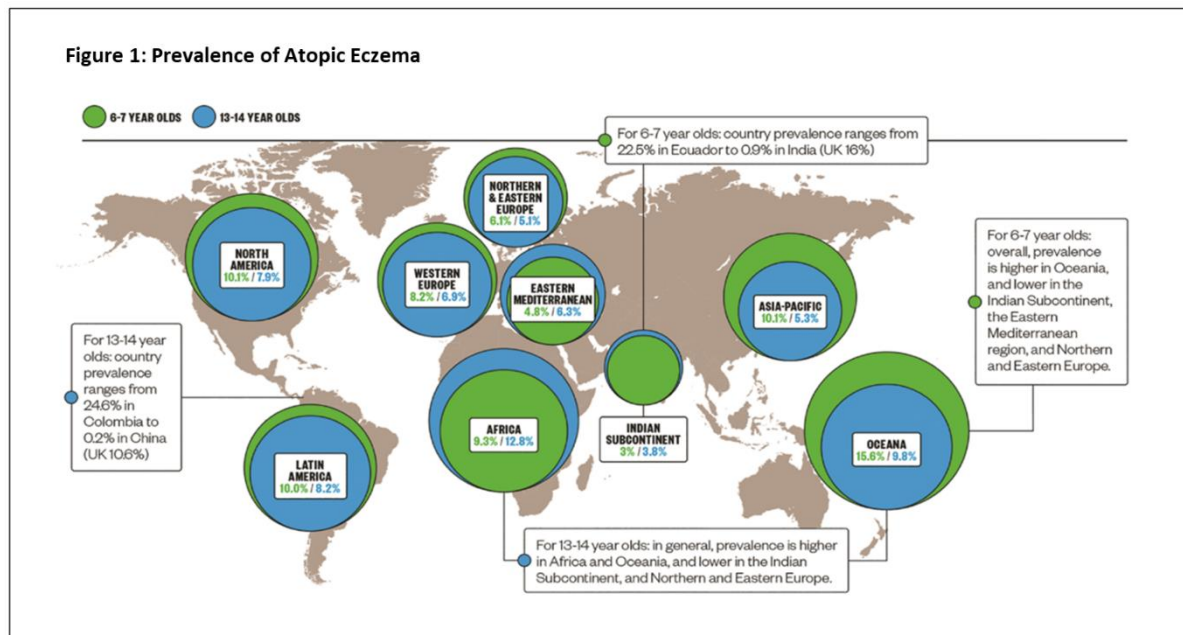 Figure 1: Prevalence of Atopic Eczema
6-7 YEAR OLDS
13-14 YEAR OLDS
For 6-7 year olds: country prevalence ranges from
22.5% in Ecuador to 0.9% in India (UK 16%)
NORTHERN
& EASTERN
EUROPE
6.1% / 5.1%
NORTH
AMERICA
10.1% / 7.9%
WESTERN
EUROPE
8.2% / 6.9%
EASTERN
MEDITERRANEAN
4.8% / 6.3%
ASIA-PACIFIC
10.1% / 5.3%
For 6-7 year olds:
overall, prevalence
is higher in Oceania,
and lower in the
Indian Subcontinent,
the Eastern
Mediterranean
region, and Northern
and Eastern Europe.
For 13-14 year
olds: country
prevalence
ranges from
24.6% in
Colombia to
0.2% in China
(UK 10.6%)
LATIN
AMERICA
10.0% / 8.2%
AFRICA
9.3% / 12.8%
INDIAN
SUBCONTINENT
3% / 3.8%
OCEANA
15.6% / 9.8%
For 13-14 year olds: in general, prevalence is higher
in Africa and Oceania, and lower in the Indian
Subcontinent, and Northern and Eastern Europe.